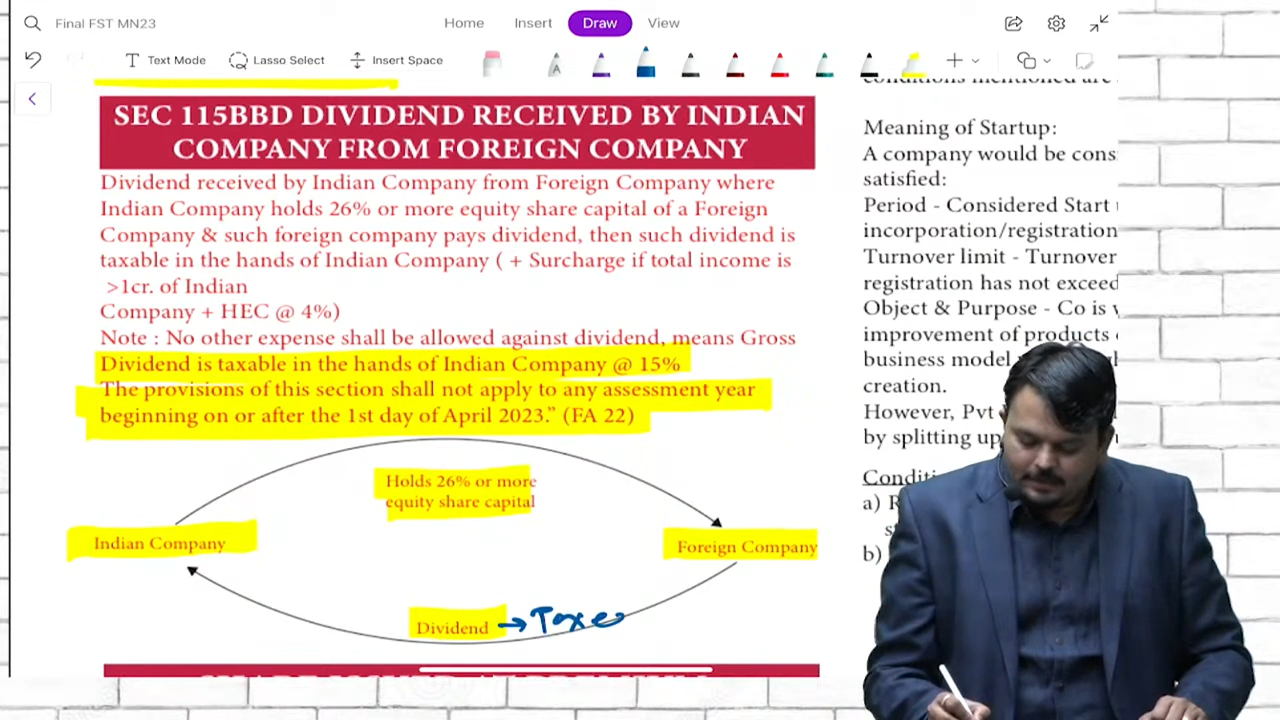 Final FST MN23
Home Insert Draw View
Text Mode Lasso Select Insert Space
SEC 115BBD DIVIDEND RECEIVED BY INDIAN
COMPANY FROM FOREIGN COMPANY
Dividend received by Indian Company from Foreign Company where
Indian Company holds 26% or more equity share capital of a Foreign
Company & such foreign company pays dividend, then such dividend is
taxable in the hands of Indian Company ( + Surcharge if total income is
>1cr. of Indian
Company + HEC @ 4%)
Note : No other expense shall be allowed against dividend, means Gross
Dividend is taxable in the hands of Indian Company @ 15%
The provisions of this section shall not apply to any assessment year
beginning on or after the 1st day of April 2023.” (FA 22)
Holds 26% or more
equity share capital
Indian Company
Foreign Company
Dividend → Taxe
conditions mentioned are
Meaning of Startup:
A company would be cons
satisfied:
Period - Considered Start
incorporation/registration
Turnover limit - Turnover
registration has not exceed
Object & Purpose - Co is
improvement of products
business model
creation.
However, Pvt
by splitting up
Conditi
a) R
b)